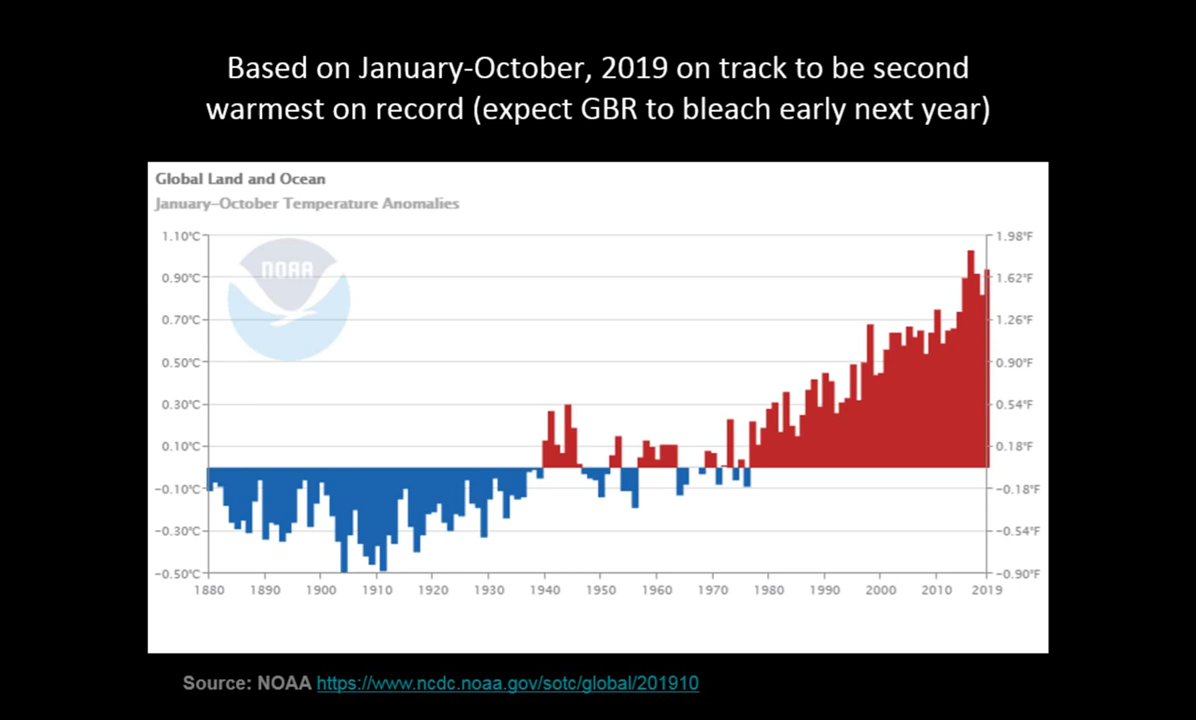 Based on January-October, 2019 on track to be second
warmest on record (expect GBR to bleach early next year)
Global Land and Ocean
January–October Temperature Anomalies
1.10°C 1.98°F
NOAA
0.90°C 1.62°F
0.70°C 1.26°F
0.50°C 0.90°F
0.30°C 0.54°F
0.10°C 0.18°F
-0.10°C -0.18°F
-0.30°C -0.54°F
-0.50°C -0.90°F
1880 1890 1900 1910 1920 1930 1940 1950 1960 1970 1980 1990 2000 2010 2019
Source: NOAA https://www.ncdc.noaa.gov/sotc/global/201910